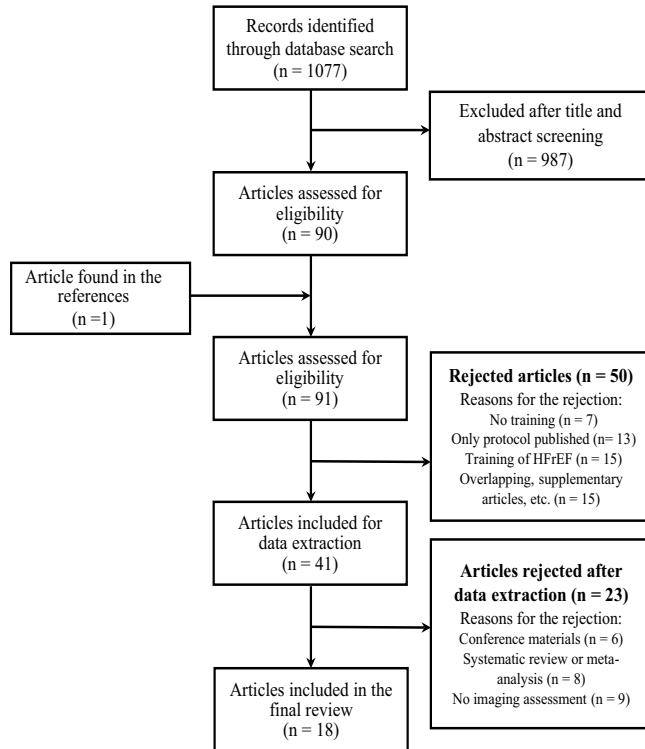 Records identified
through database search
(n = 1077)
Excluded after title and
abstract screening
(n = 987)
Articles assessed for
eligibility
(n = 90)
Article found in the
references
(n =1)
Articles assessed for
eligibility
(n = 91)
Rejected articles (n = 50)
Reasons for the rejection:
No training (n = 7)
Only protocol published (n= 13)
Training of HFrEF (n = 15)
Overlapping, supplementary
articles, etc. (n = 15)
Articles included for
data extraction
(n = 41)
Articles rejected after
data extraction (n = 23)
Reasons for the rejection:
Conference materials (n = 6)
Systematic review or meta-
analysis (n = 8)
No imaging assessment (n = 9)
Articles included in the
final review
(n = 18)